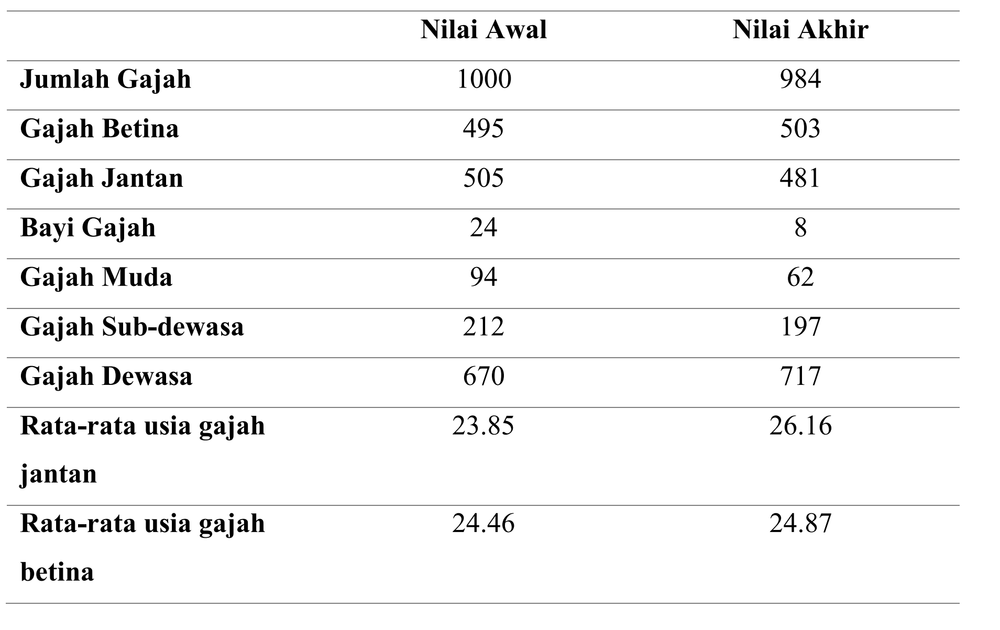 Nilai Awal Nilai Akhir
Jumlah Gajah 1000 984
Gajah Betina 495 503
Gajah Jantan 505 481
Bayi Gajah 24 8
Gajah Muda 94 62
Gajah Sub-dewasa 212 197
Gajah Dewasa 670 717
Rata-rata usia gajah 23.85 26.16
jantan
Rata-rata usia gajah 24.46 24.87
betina